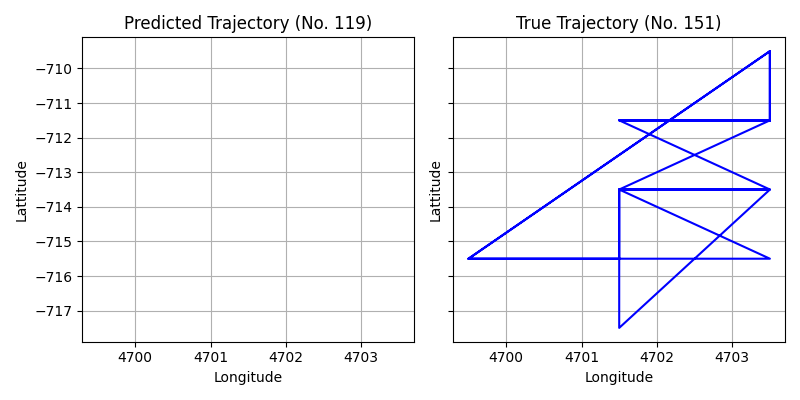 Predicted Trajectory (No. 119)
True Trajectory (No. 151)
−710
−711
−712
−713
−714
−715
−716
−717
Lattitude
Lattitude
4700 4701 4702 4703
4700 4701 4702 4703
Longitude
Longitude